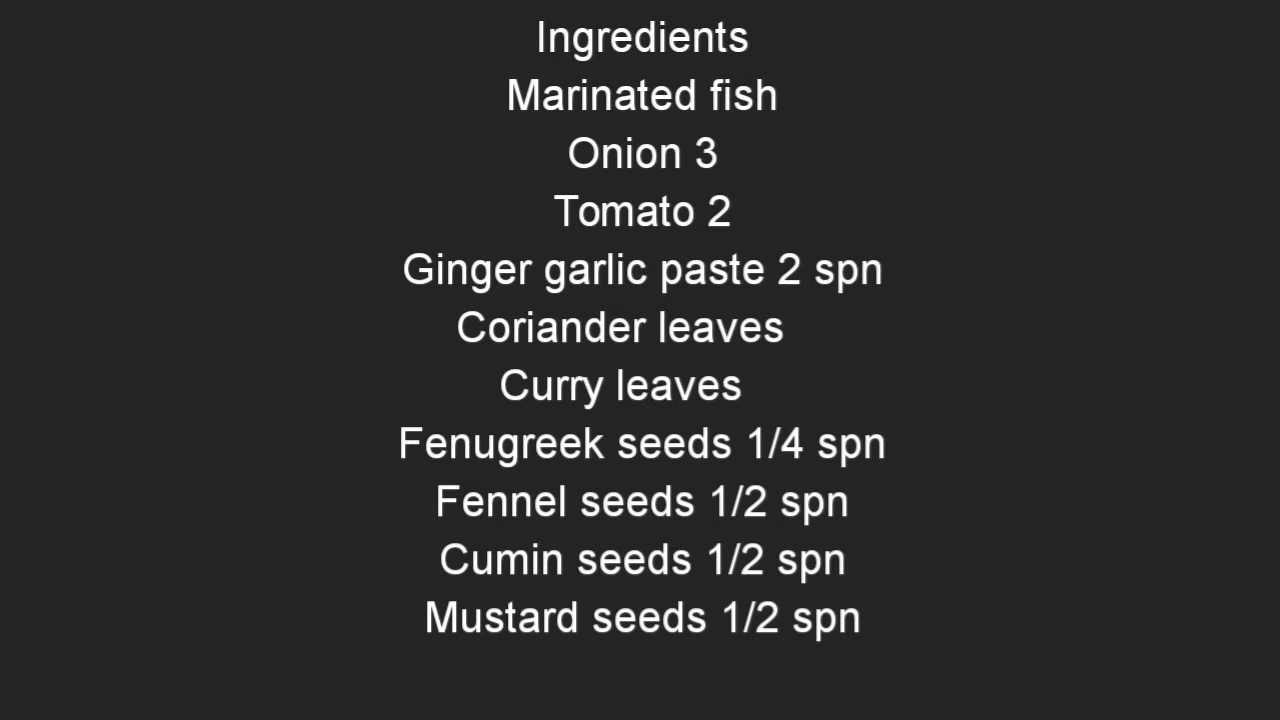 Ingredients
Marinated fish
Onion 3
Tomato 2
Ginger garlic paste 2 spn
Coriander leaves
Curry leaves
Fenugreek seeds 1/4 spn
Fennel seeds 1/2 spn
Cumin seeds 1/2 spn
Mustard seeds 1/2 spn